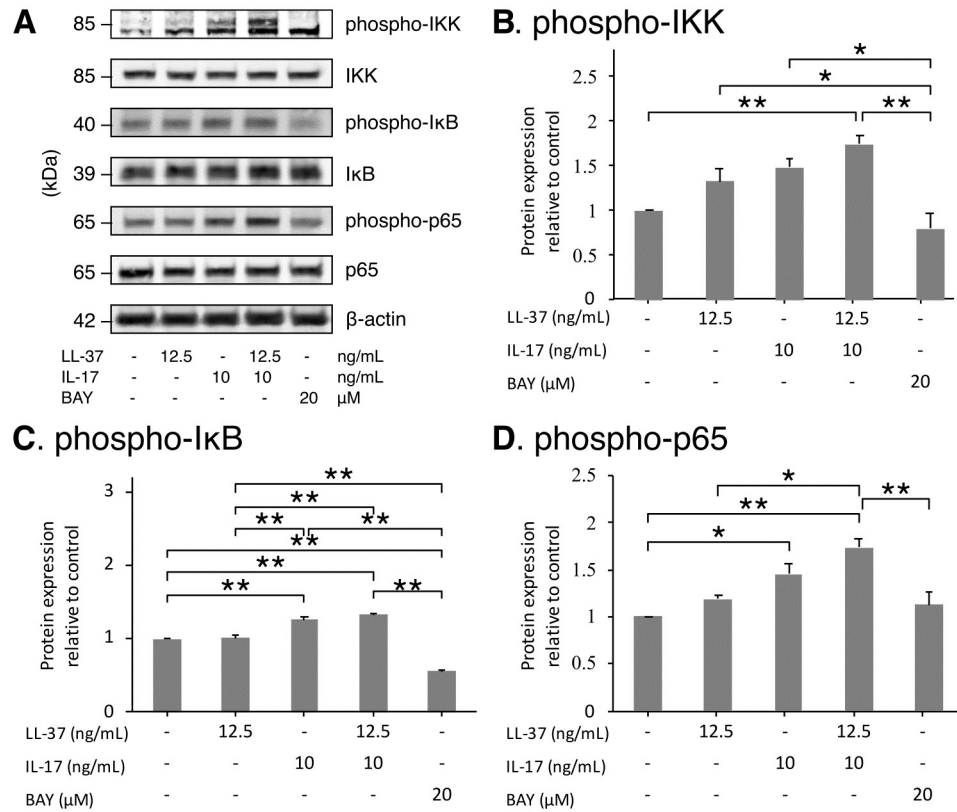 A
85
phospho-IKK
85
IKK
40
phospho-IκB
(kDa)
39
IκB
65
phospho-p65
65
p65
42
β-actin
LL-37 - 12.5 - 12.5 - ng/mL
IL-17 - - 10 10 - ng/mL
BAY - - - - 20 μM
B. phospho-IKK
Protein expression
relative to control
2.5
2
1.5
1
0.5
0
*
*
** **
LL-37 (ng/mL) - 12.5 - 12.5 -
IL-17 (ng/mL) - - 10 10 -
BAY (μM) - - - - 20
C. phospho-IκB
Protein expression
relative to control
3
2
1
0
**
**
** **
**
**
** **
LL-37 (ng/mL) - 12.5 - 12.5 -
IL-17 (ng/mL) - - 10 10 -
BAY (μM) - - - - 20
D. phospho-p65
Protein expression
relative to control
2.5
2
1.5
1
0.5
0
*
** **
*
LL-37 (ng/mL) - 12.5 - 12.5 -
IL-17 (ng/mL) - - 10 10 -
BAY (μM) - - - - 20